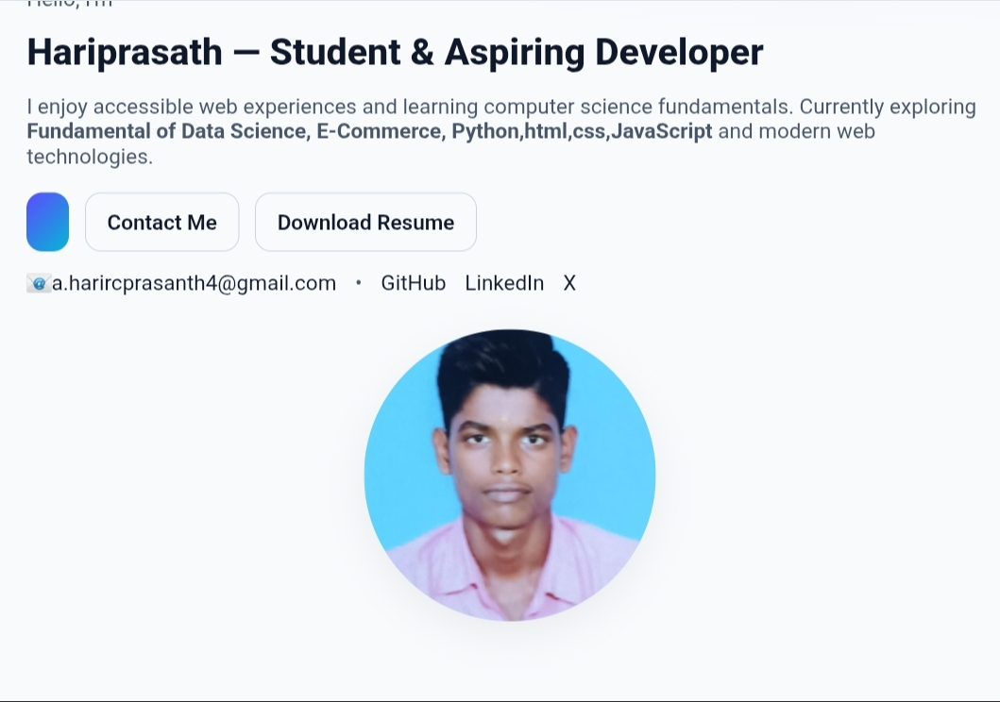 Hello, I'm
Hariprasath — Student & Aspiring Developer
I enjoy accessible web experiences and learning computer science fundamentals. Currently exploring
Fundamental of Data Science, E-Commerce, Python,html,css,JavaScript and modern web
technologies.
Contact Me Download Resume
@ a.harircprasanth4@gmail.com • GitHub LinkedIn X